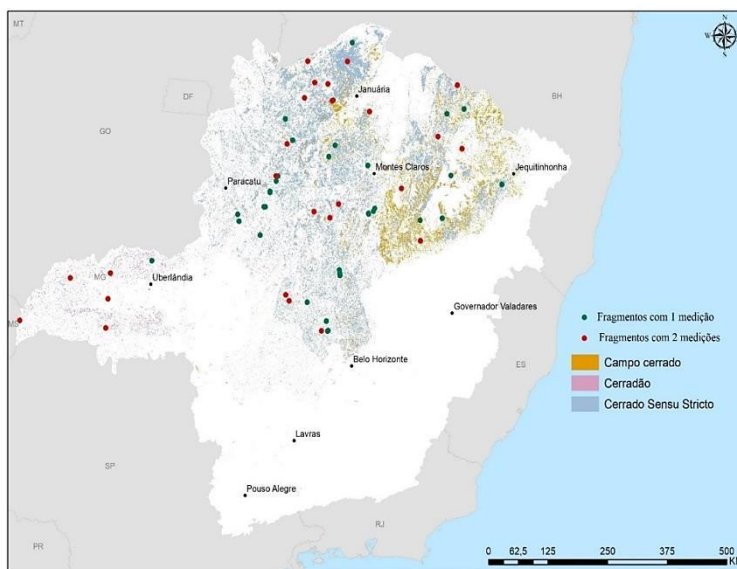 MT
N
W
BH
DF
GO
Januária
Montes Claros
Jequitinhonha
Paracatu
MG
Uberlândia
MS
Governador Valadares
Fragmentos com 1 medição
Fragmentos com 2 medições
Campo cerrado
Cerradão
Cerrado Sensu Stricto
Belo Horizonte
ES
Lavras
SP
Pouso Alegre
RJ
PR
0 62,5 125 250 375 500